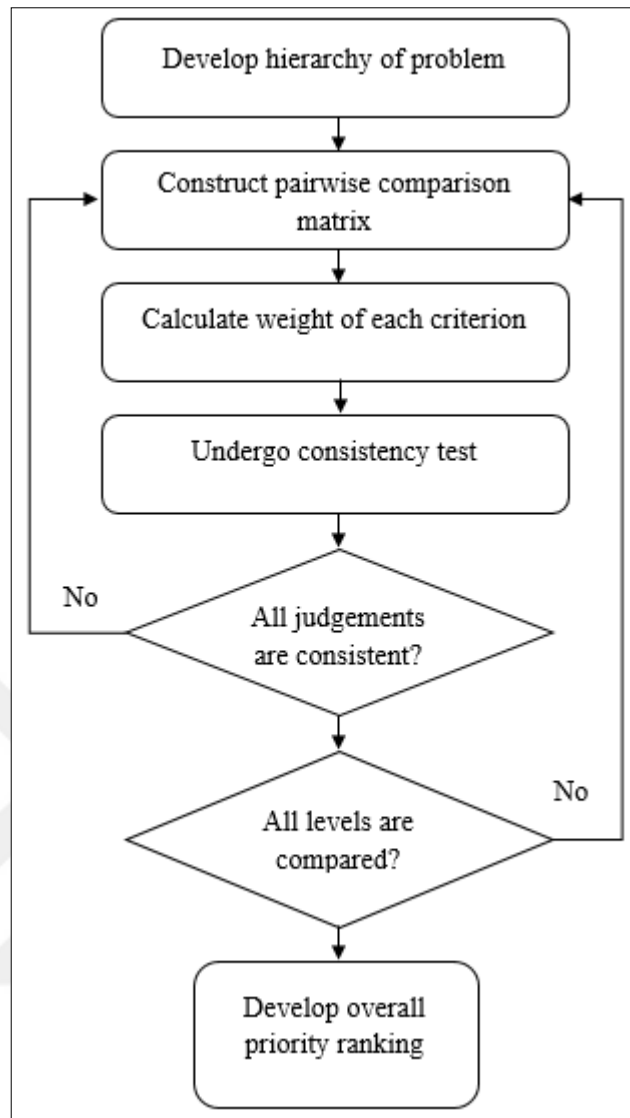 Develop hierarchy of problem
Construct pairwise comparison
matrix
Calculate weight of each criterion
Undergo consistency test
No
All judgements
are consistent?
No
All levels are
compared?
Develop overall
priority ranking